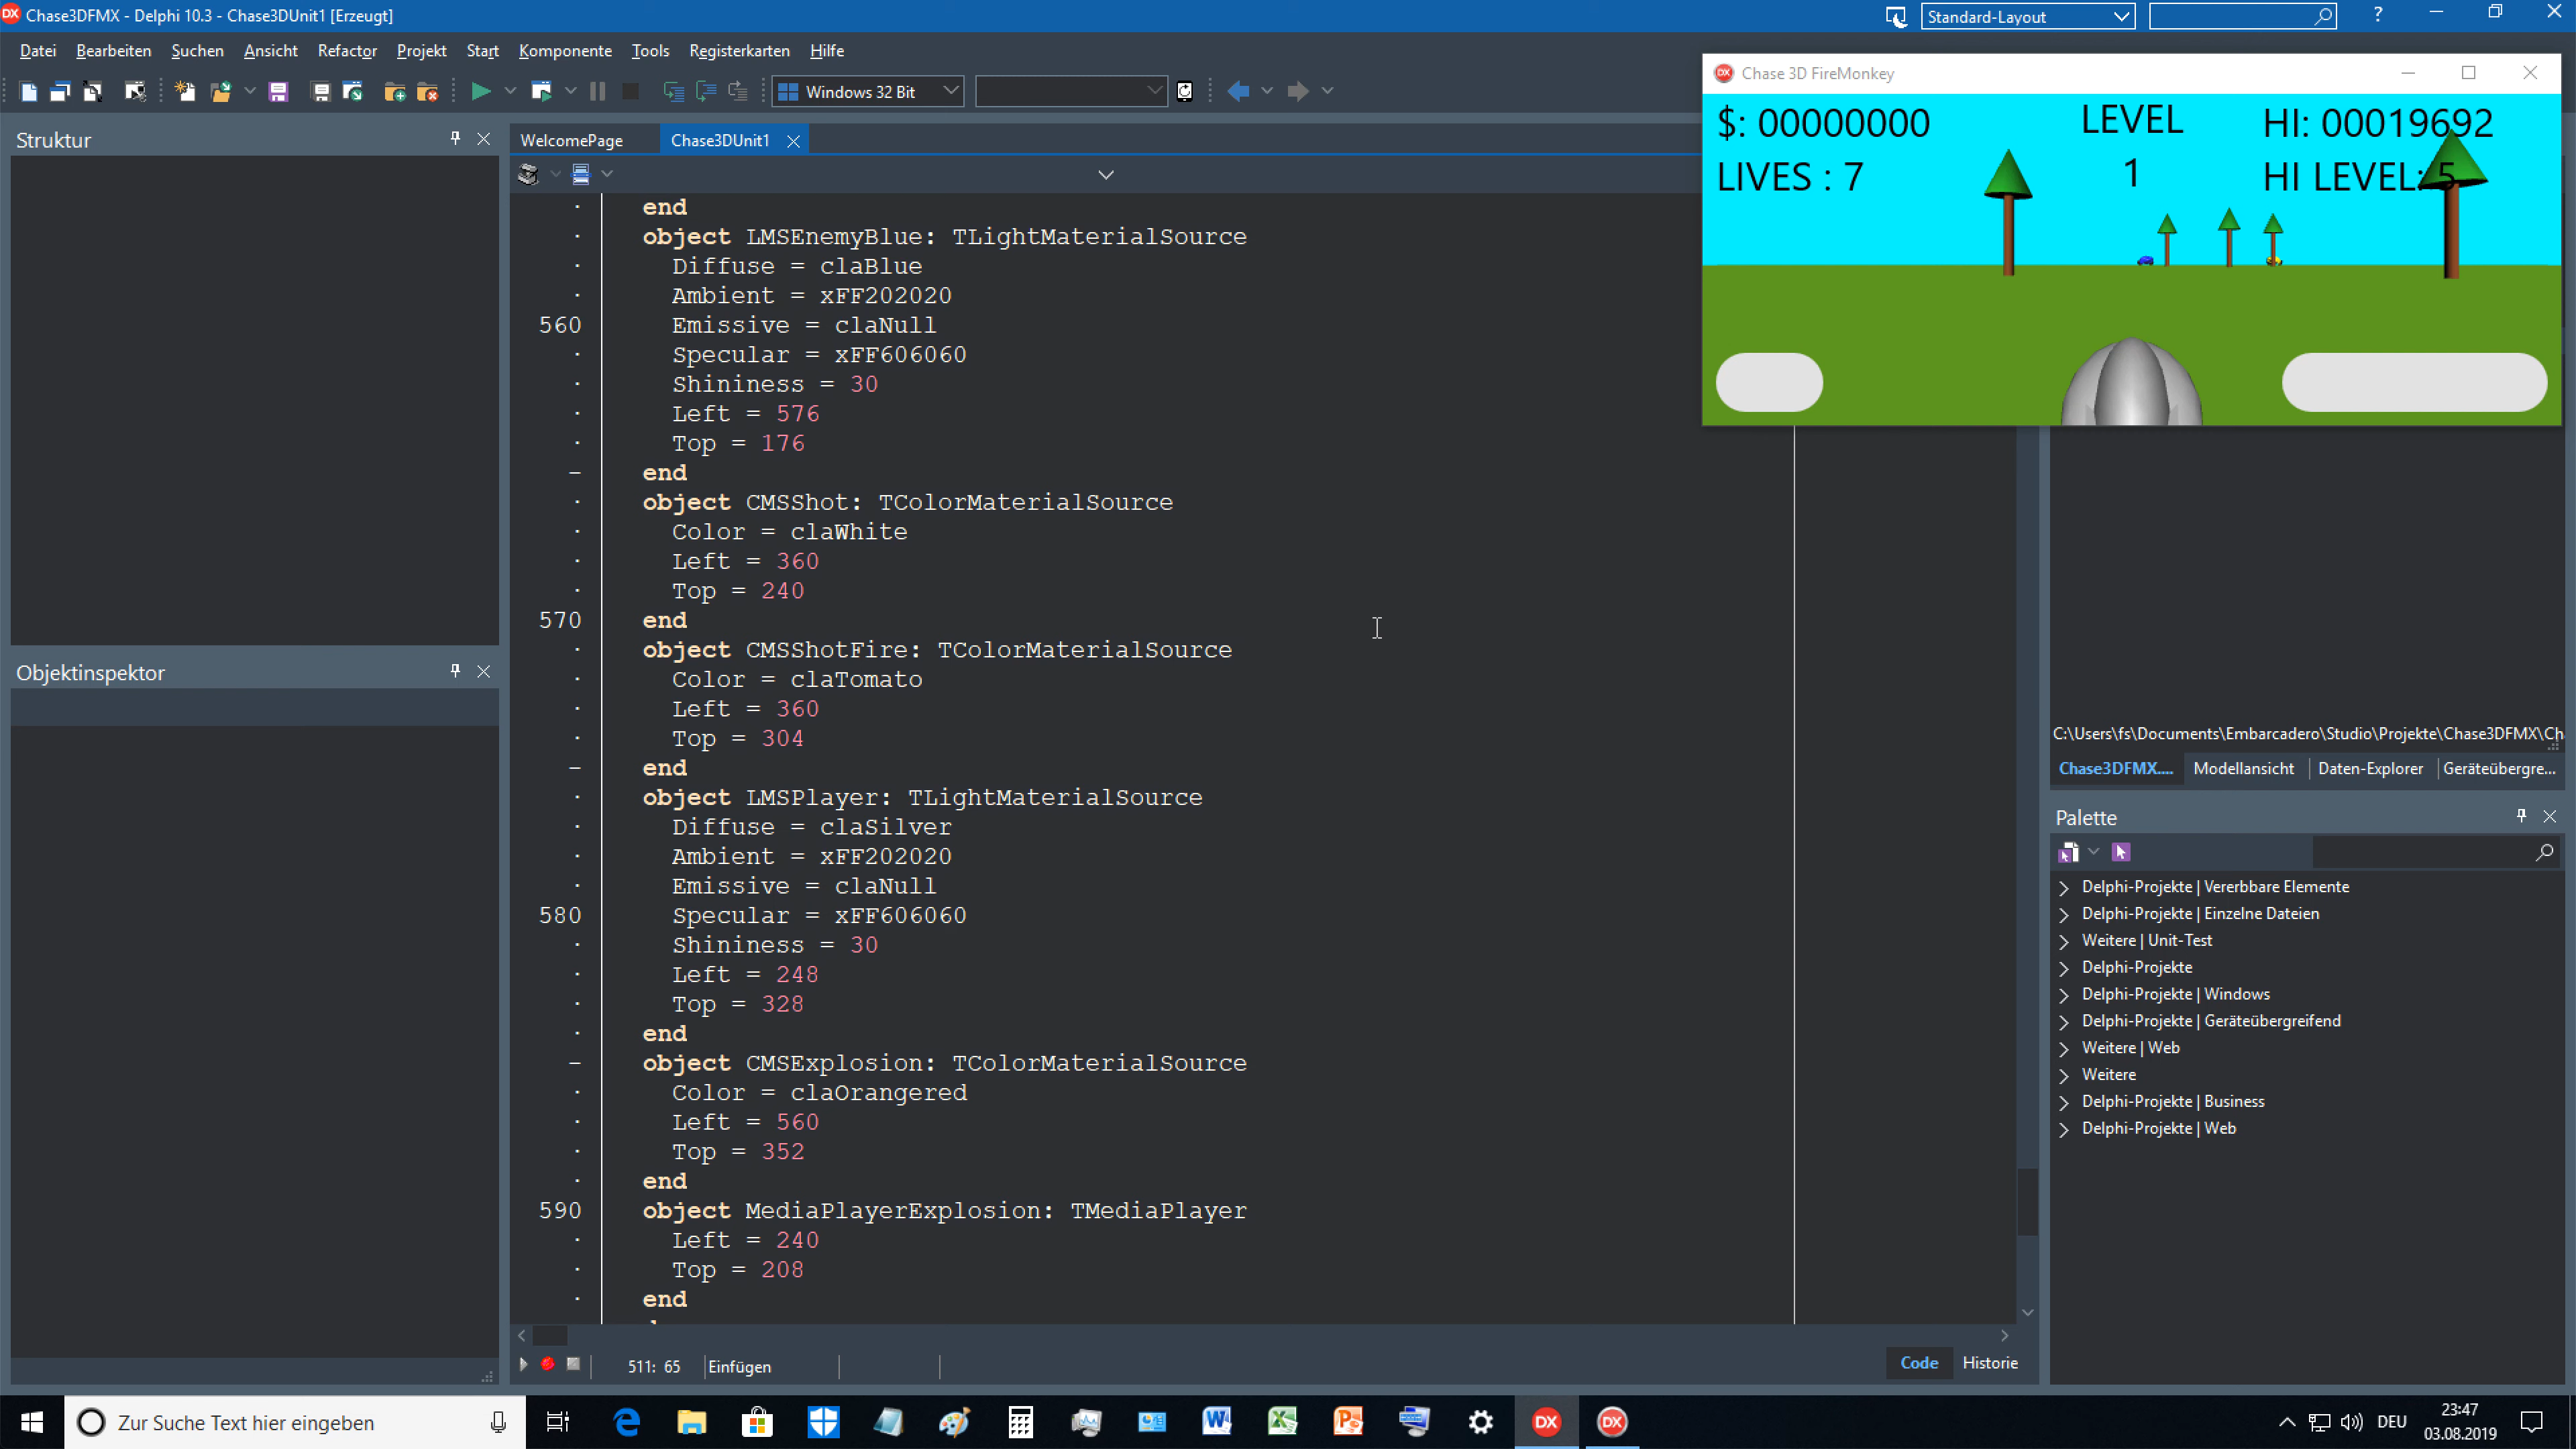 Chase3DFMX - Delphi 10.3 - Chase3DUnit1 [Erzeugt]
Standard-Layout
?
Datei Bearbeiten Suchen Ansicht Refactor Projekt Start Komponente Tools Registerkarten Hilfe
Windows 32 Bit
Chase 3D FireMonkey
$: 00000000
LEVEL
HI: 00019692
LIVES : 7
1
HI LEVEL: 5
Struktur
WelcomePage
Chase3DUnit1
end
object LMSEnemyBlue: TLightMaterialSource
Diffuse = claBlue
Ambient = xFF202020
560 Emissive = claNull
Specular = xFF606060
Shininess = 30
Left = 576
Top = 176
end
object CMSShot: TColorMaterialSource
Color = claWhite
Left = 360
Top = 240
570 end
object CMSShotFire: TColorMaterialSource
Color = claTomato
Left = 360
Top = 304
end
object LMSPlayer: TLightMaterialSource
Diffuse = claSilver
Ambient = xFF202020
Emissive = claNull
580 Specular = xFF606060
Shininess = 30
Left = 248
Top = 328
end
object CMSExplosion: TColorMaterialSource
Color = claOrangered
Left = 560
Top = 352
end
590 object MediaPlayerExplosion: TMediaPlayer
Left = 240
Top = 208
end
Objektinspektor
C:\Users\fs\Documents\Embarcadero\Studio\Projekte\Chase3DFMX\Ch
Chase3DFMX.... Modellansicht Daten-Explorer Geräteübergre...
Palette
Delphi-Projekte | Vererbbare Elemente
Delphi-Projekte | Einzelne Dateien
Weitere | Unit-Test
Delphi-Projekte
Delphi-Projekte | Windows
Delphi-Projekte | Geräteübergreifend
Weitere | Web
Weitere
Delphi-Projekte | Business
Delphi-Projekte | Web
511: 65 Einfügen
Code Historie
Zur Suche Text hier eingeben
DEU
23:47
03.08.2019